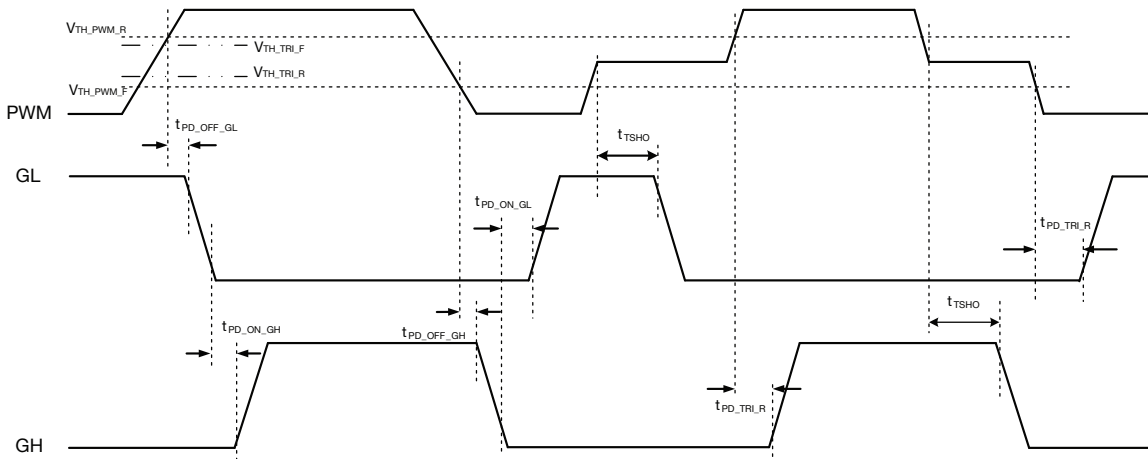 VTH_PWM_R
VTH_TRI_F
VTH_TRI_R
VTH_PWM_F
PWM
tPD_OFF_GL
tTSHO
GL
tPD_ON_GL
tPD_TRI_R
tTSHO
tPD_ON_GH
tPD_OFF_GH
tPD_TRI_R
GH